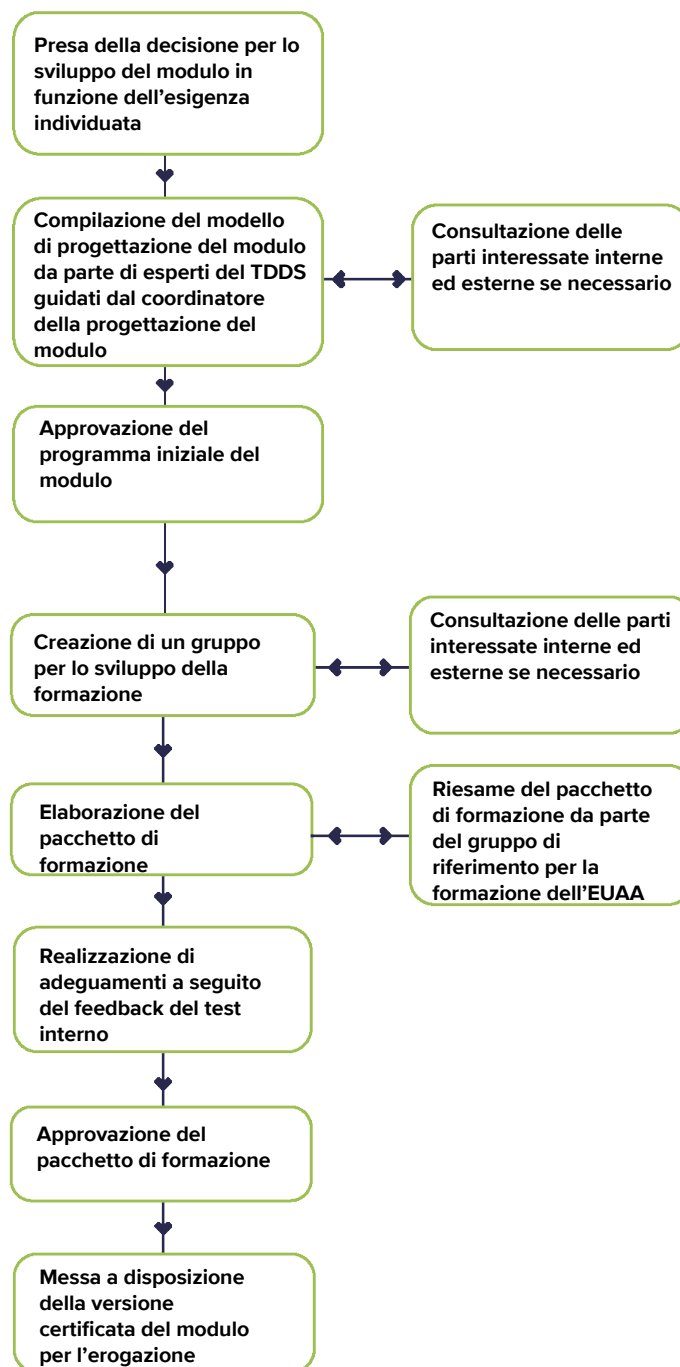 Presa della decisione per lo
sviluppo del modulo in
funzione dell’esigenza
individuata
Compilazione del modello
di progettazione del modulo
da parte di esperti del TDDS
guidati dal coordinatore
della progettazione del
modulo
Consultazione delle
parti interessate interne
ed esterne se necessario
Approvazione del
programma iniziale del
modulo
Creazione di un gruppo
per lo sviluppo della
formazione
Consultazione delle parti
interessate interne ed
esterne se necessario
Elaborazione del
pacchetto di
formazione
Riesame del pacchetto
di formazione da parte
del gruppo di
riferimento per la
formazione dell’EUAA
Realizzazione di
adeguamenti a seguito
del feedback del test
interno
Approvazione del
pacchetto di formazione
Messa a disposizione
della versione
certificata del modulo
per l’erogazione